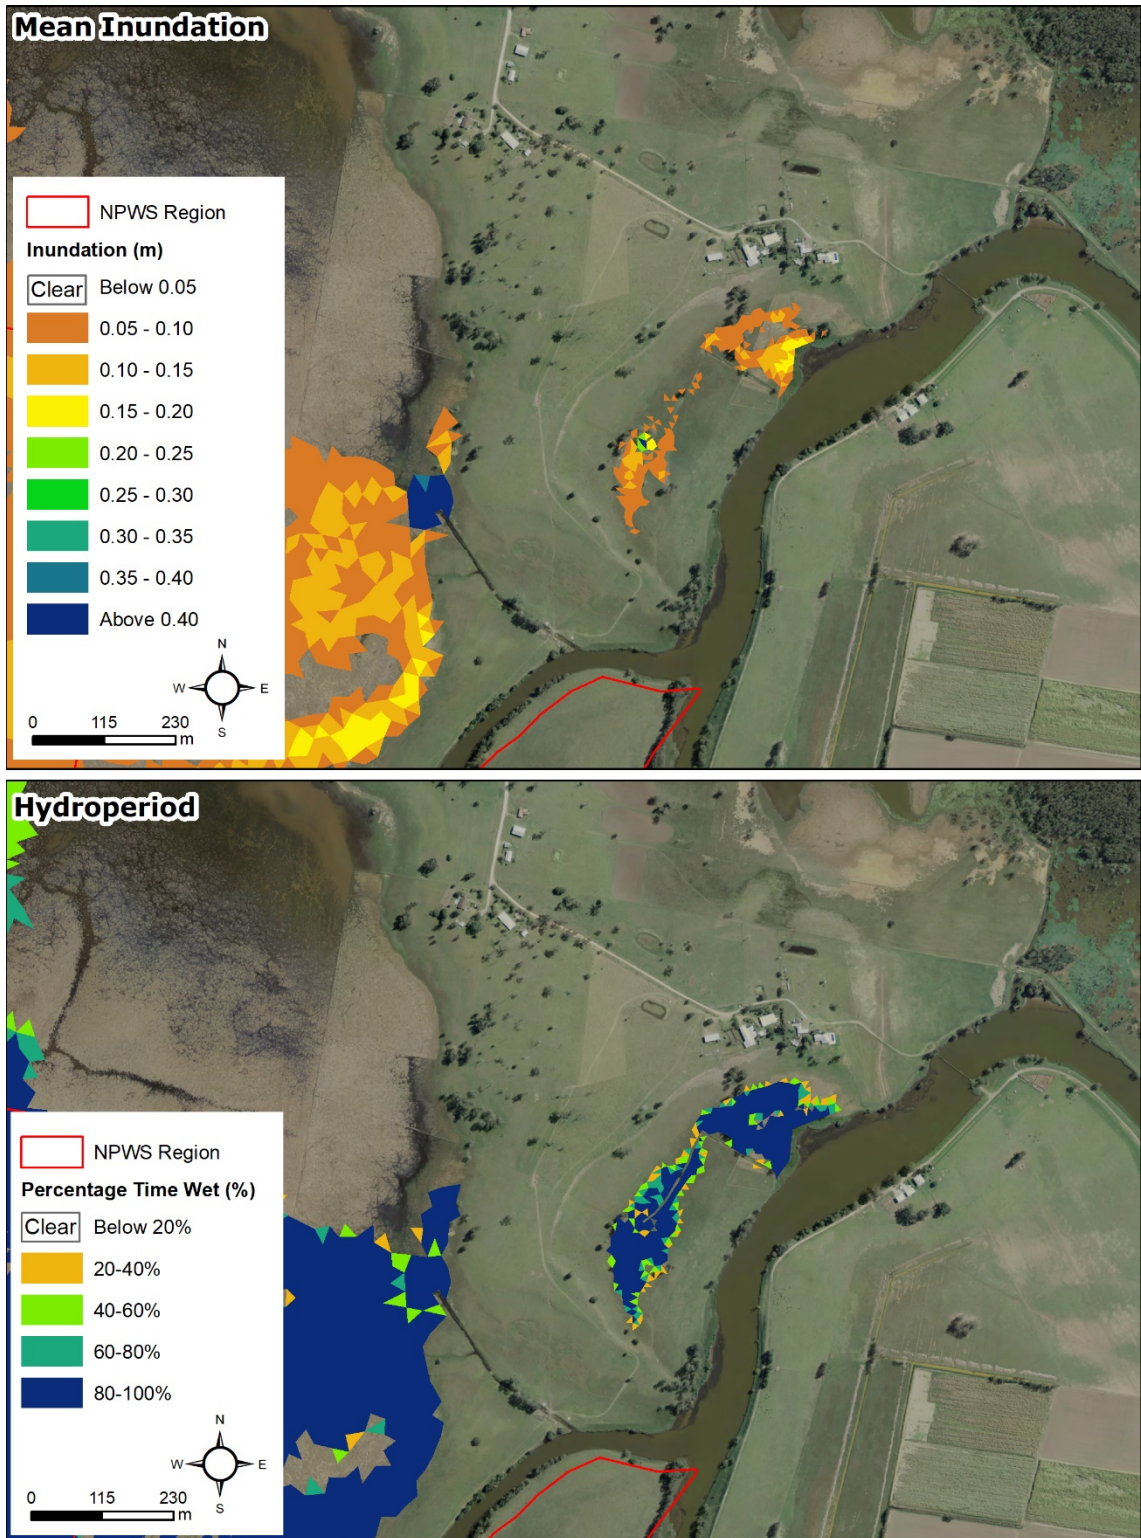 Mean Inundation
NPWS Region
Inundation (m)
Clear Below 0.05
0.05 - 0.10
0.10 - 0.15
0.15 - 0.20
0.20 - 0.25
0.25 - 0.30
0.30 - 0.35
0.35 - 0.40
Above 0.40
N
W E
S
0 115 230
m
Hydroperiod
NPWS Region
Percentage Time Wet (%)
Clear Below 20%
20-40%
40-60%
60-80%
80-100%
N
W E
S
0 115 230
m